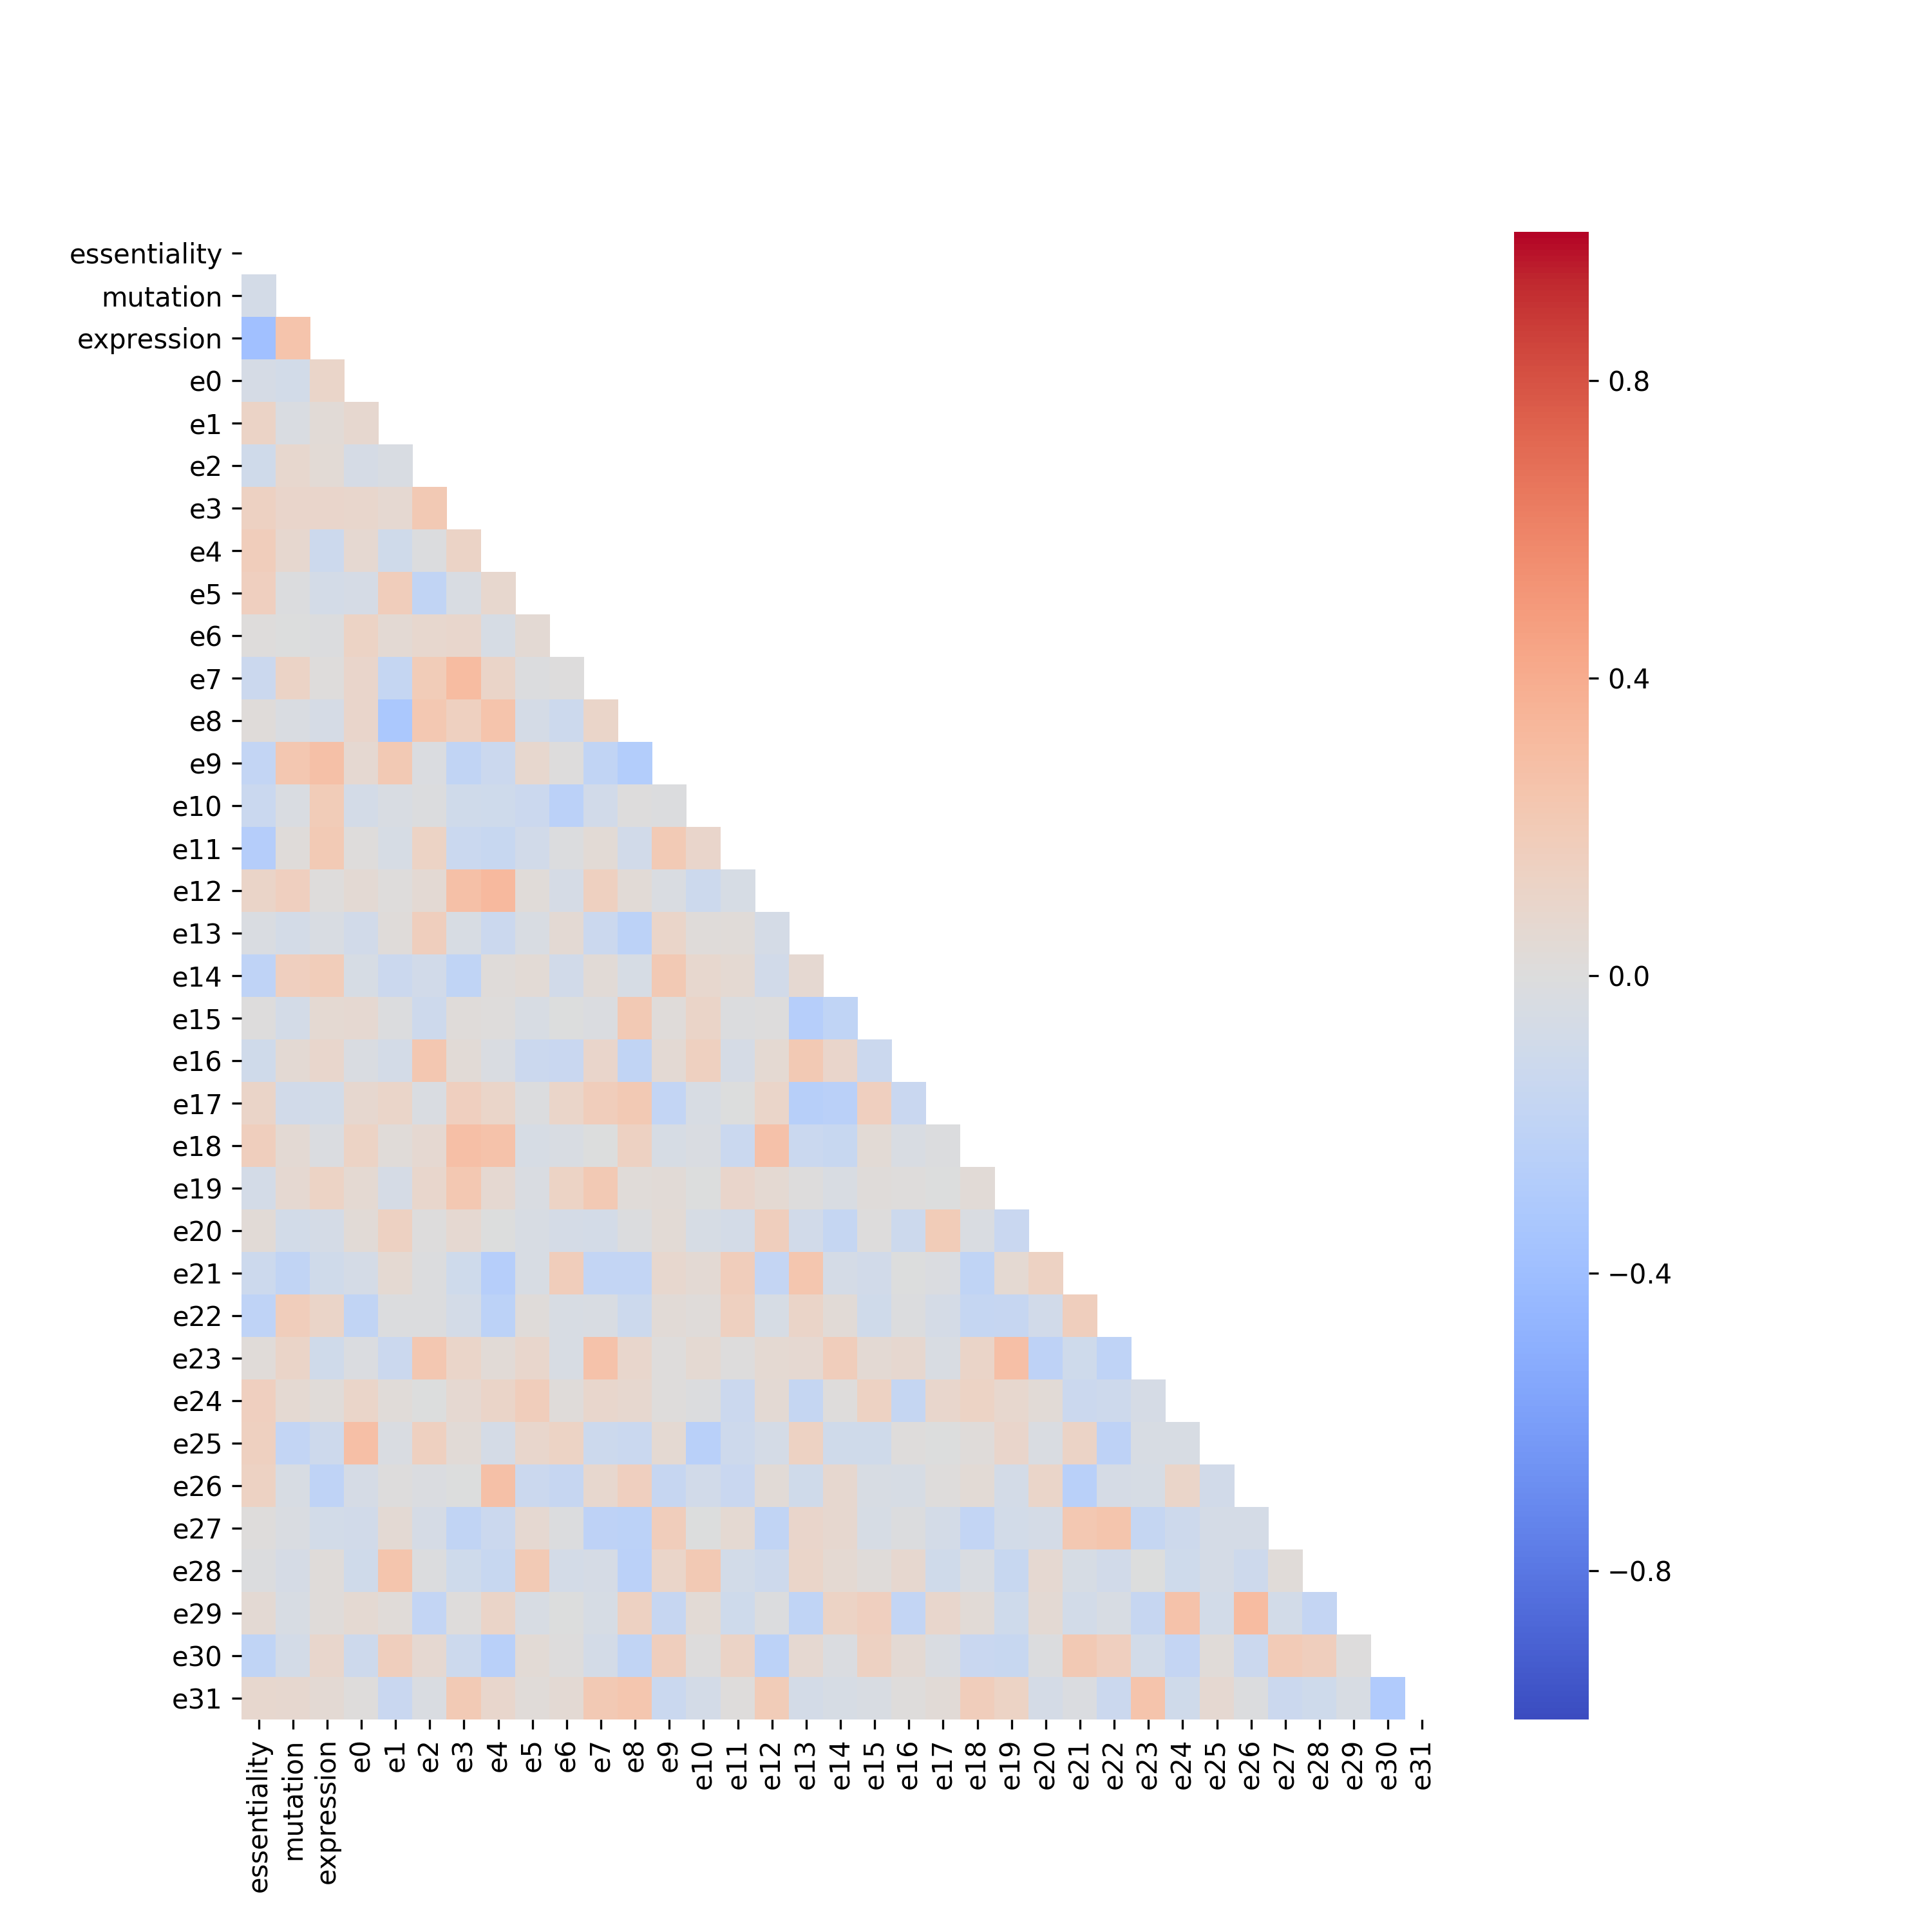 essentiality
mutation
expression
e0
e1
e2
e3
e4
e5
e6
e7
e8
e9
e10
e11
e12
e13
e14
e15
e16
e17
e18
e19
e20
e21
e22
e23
e24
e25
e26
e27
e28
e29
e30
e31
essentiality
mutation
expression
e0
e1
e2
e3
e4
e5
e6
e7
e8
e9
e10
e11
e12
e13
e14
e15
e16
e17
e18
e19
e20
e21
e22
e23
e24
e25
e26
e27
e28
e29
e30
e31
0.8
0.4
0.0
−0.4
−0.8